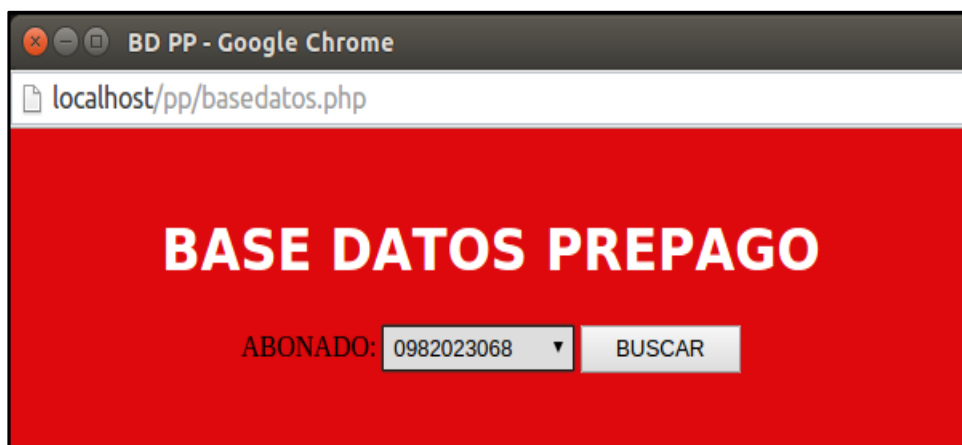 BD PP - Google Chrome
localhost/pp/basedatos.php
BASE DATOS PREPAGO
ABONADO: 0982023068 BUSCAR